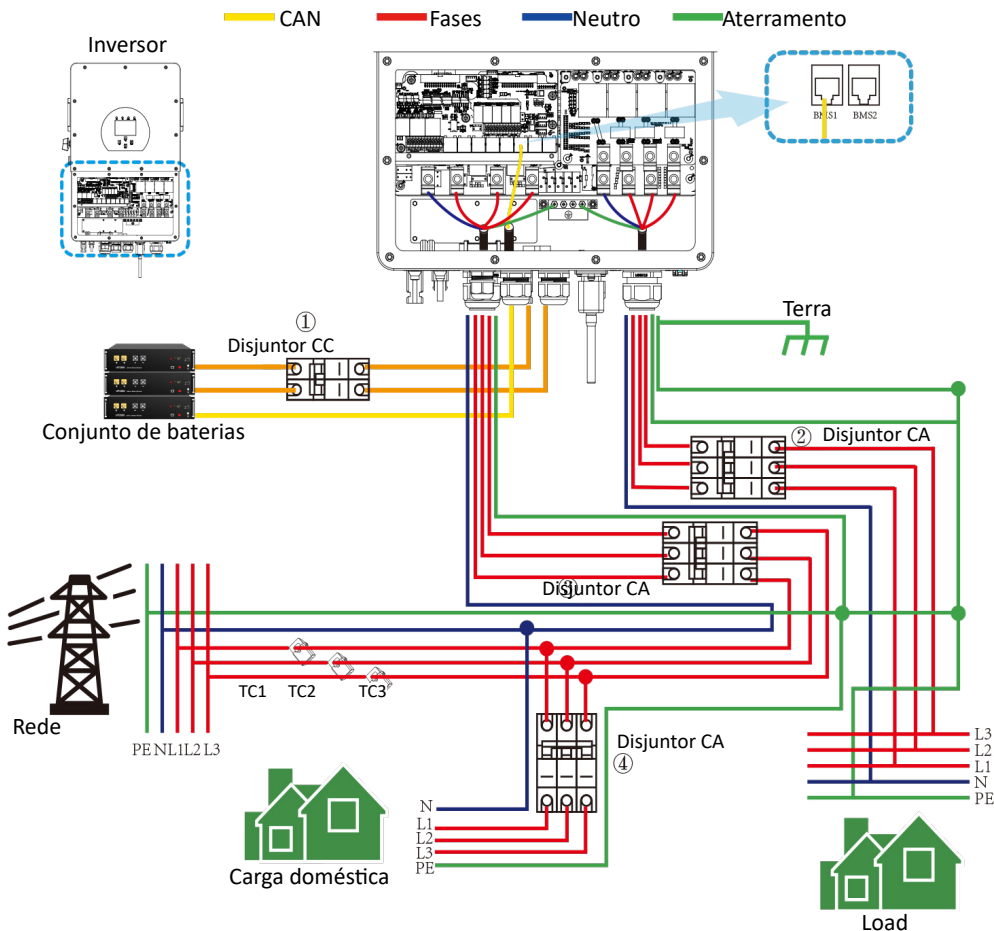 CAN
Fases
Neutro
Aterramento
Inversor
BMS1
BMS2
①
Disjuntor CC
Conjunto de baterias
Terra
②
Disjuntor CA
③
Disjuntor CA
TC1
TC2
TC3
Rede
PE N L1 L2 L3
Disjuntor CA
④
N
L1
L2
L3
PE
Carga doméstica
L3
L2
L1
N
PE
Load